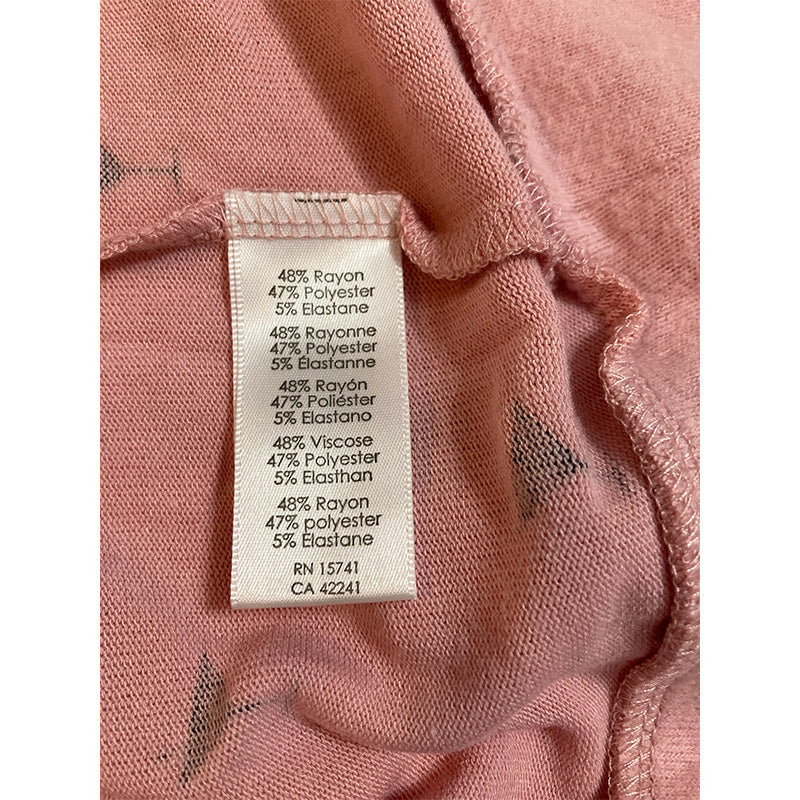 48% Rayon
47% Polyester
5% Elastane
48% Rayonne
47% Polyester
5% Élastanne
48% Rayón
47% Poliéster
5% Elastano
48% Viscose
47% Polyester
5% Elasthan
48% Rayon
47% polyester
5% Elastane
RN 15741
CA 42241